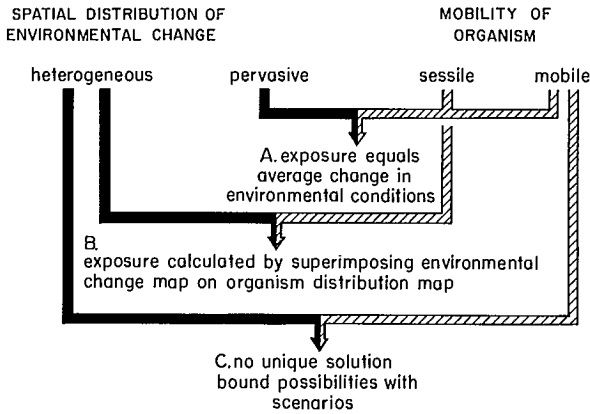 SPATIAL DISTRIBUTION OF
ENVIRONMENTAL CHANGE
MOBILITY OF
ORGANISM
heterogeneous
pervasive
sessile
mobile
A. exposure equals
average change in
environmental conditions
B.
exposure calculated by superimposing environmental
change map on organism distribution map
C. no unique solution
bound possibilities with
scenarios